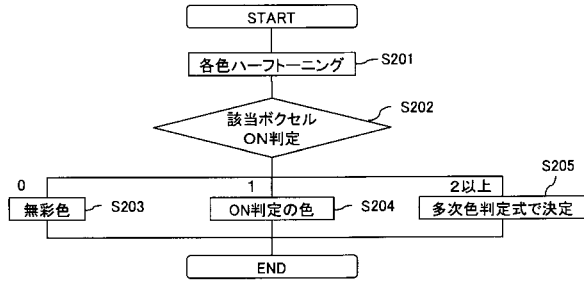 START
各色ハーフトーニング
S201
該当ボクセル
ON判定
S202
0
1
2以上
S205
無彩色
S203
ON判定の色
S204
多次色判定式で決定
END